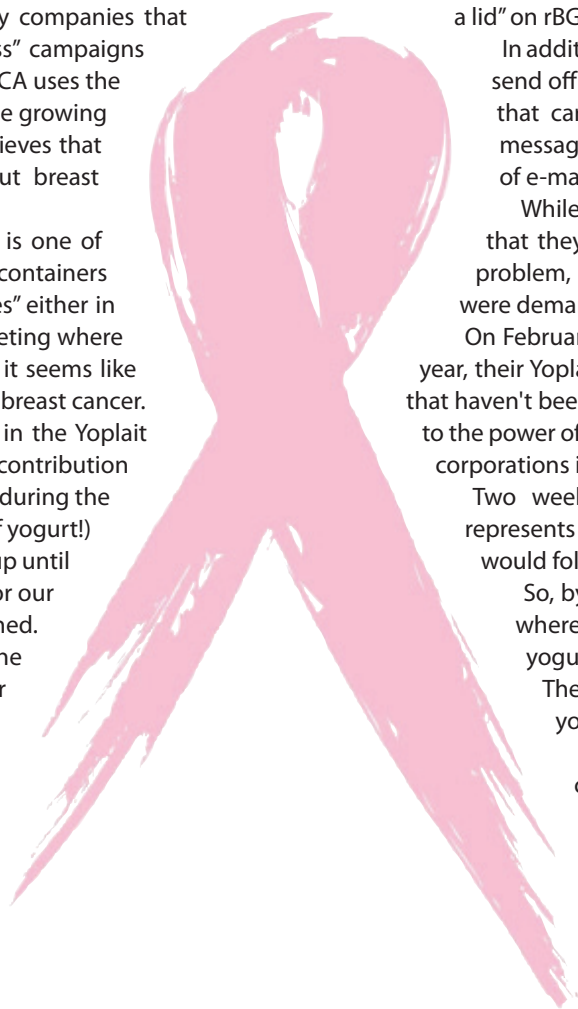 y companies that
ss” campaigns
CA uses the
e growing
ieves that
ut breast
is one of
containers
es” either in
eting where
it seems like
breast cancer.
in the Yoplait
contribution
during the
f yogurt!)
up until
or our
ned.
ne
r
a lid” on rBG
In addit
send off
that car
messag
of e-ma
While
that they
problem,
were dema
On Februar
year, their Yopla
that haven't bee
to the power of
corporations i
Two weel
represents
would fol
So, by
where
yogu
The
yo
c